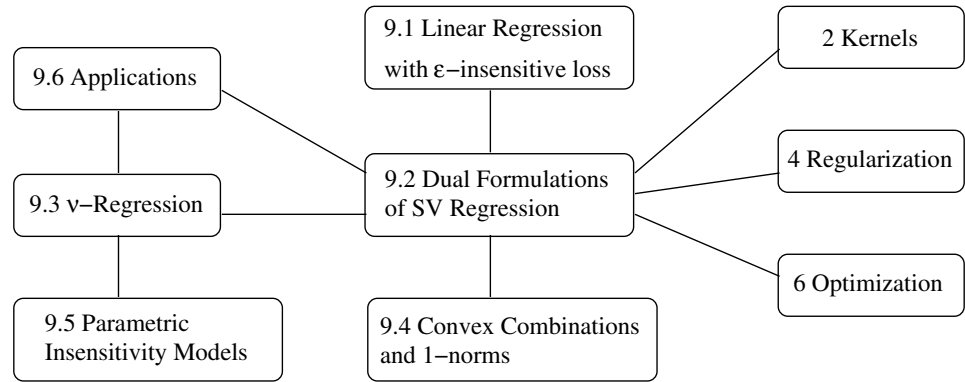 9.1 Linear Regression
with ε−insensitive loss
2 Kernels
9.6 Applications
4 Regularization
9.2 Dual Formulations
of SV Regression
9.3 ν−Regression
6 Optimization
9.5 Parametric
Insensitivity Models
9.4 Convex Combinations
and 1−norms